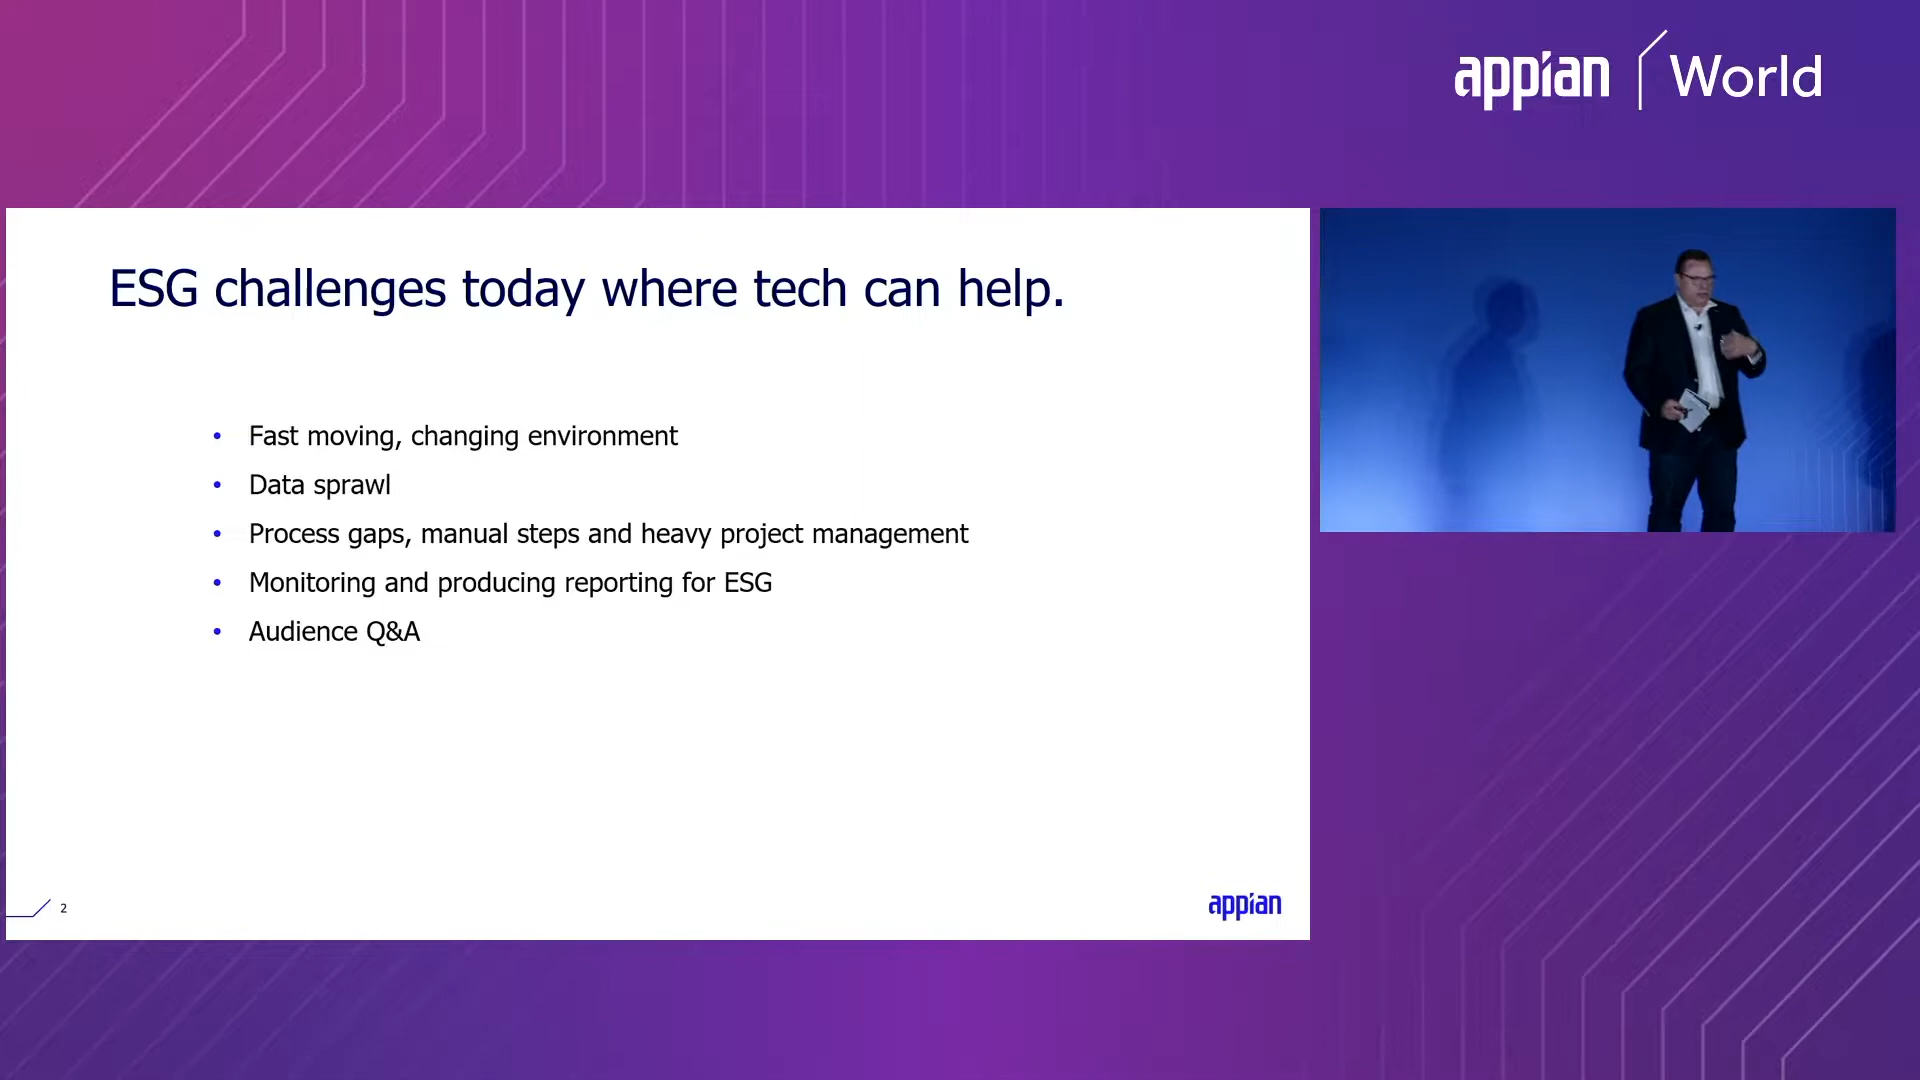 appian World
ESG challenges today where tech can help.
• Fast moving, changing environment
• Data sprawl
• Process gaps, manual steps and heavy project management
• Monitoring and producing reporting for ESG
• Audience Q&A
2
appian